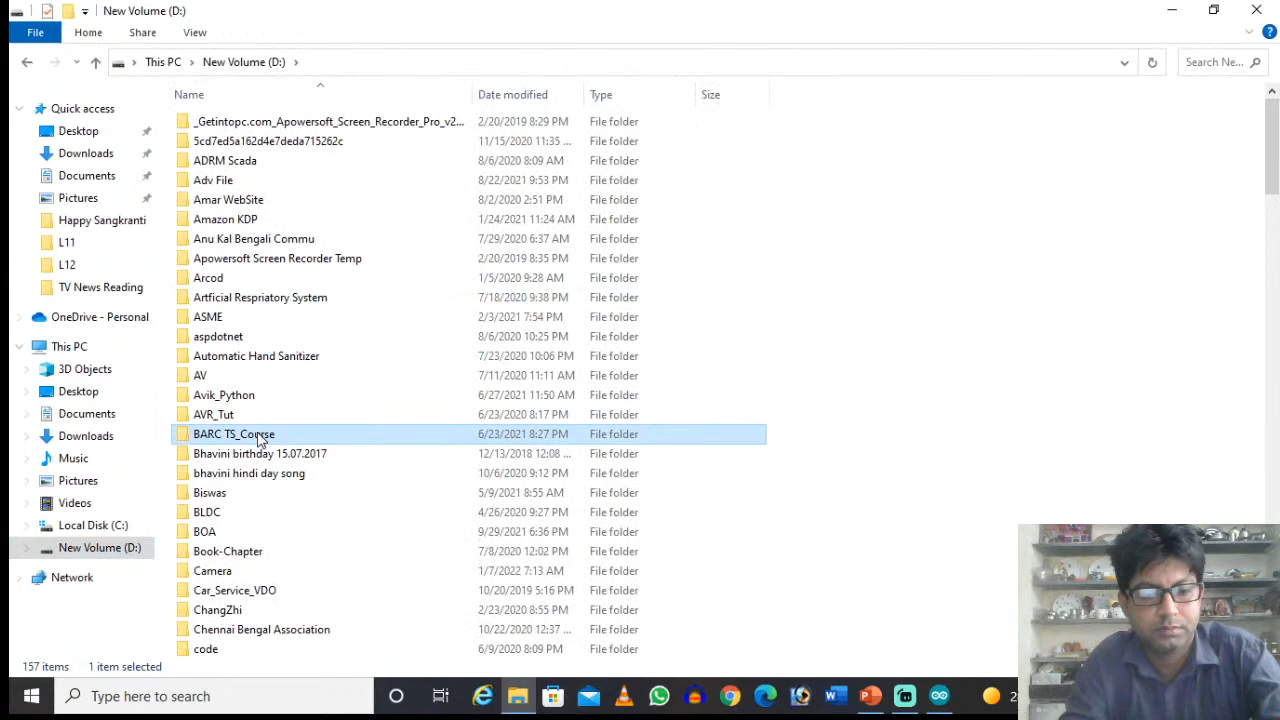 New Volume (D:)
File Home Share View
This PC New Volume (D:) Search Ne...
Name Date modified Type Size
Quick access
Desktop
Downloads
Documents
Pictures
Happy Sangkranti
L11
L12
TV News Reading
OneDrive - Personal
This PC
3D Objects
Desktop
Documents
Downloads
Music
Pictures
Videos
Local Disk (C:)
New Volume (D:)
Network
_Getintopc.com_Apowersoft_Screen_Recorder_Pro_v2... 2/20/2019 8:29 PM File folder
5cd7ed5a162d4e7deda715262c 11/15/2020 11:35 ... File folder
ADRM Scada 8/6/2020 8:09 AM File folder
Adv File 8/22/2021 9:53 PM File folder
Amar WebSite 8/2/2020 2:51 PM File folder
Amazon KDP 1/24/2021 11:24 AM File folder
Anu Kal Bengali Commu 7/29/2020 6:37 AM File folder
Apowersoft Screen Recorder Temp 2/20/2019 8:35 PM File folder
Arcod 1/5/2020 9:28 AM File folder
Artficial Respriatory System 7/18/2020 9:38 PM File folder
ASME 2/3/2021 7:54 PM File folder
aspdotnet 8/6/2020 10:25 PM File folder
Automatic Hand Sanitizer 7/23/2020 10:06 PM File folder
AV 7/11/2020 11:11 AM File folder
Avik_Python 6/27/2021 11:50 AM File folder
AVR_Tut 6/23/2020 8:17 PM File folder
BARC TS_Course 6/23/2021 8:27 PM File folder
Bhavini birthday 15.07.2017 12/13/2018 12:08 ... File folder
bhavini hindi day song 10/6/2020 9:12 PM File folder
Biswas 5/9/2021 8:55 AM File folder
BLDC 4/26/2020 9:27 PM File folder
BOA 9/29/2021 6:36 PM File folder
Book-Chapter 7/8/2020 12:02 PM File folder
Camera 1/7/2022 7:13 AM File folder
Car_Service_VDO 10/20/2019 5:16 PM File folder
ChangZhi 2/23/2020 8:55 PM File folder
Chennai Bengal Association 10/22/2020 12:37 ... File folder
code 6/9/2020 8:09 PM File folder
157 items 1 item selected
Type here to search